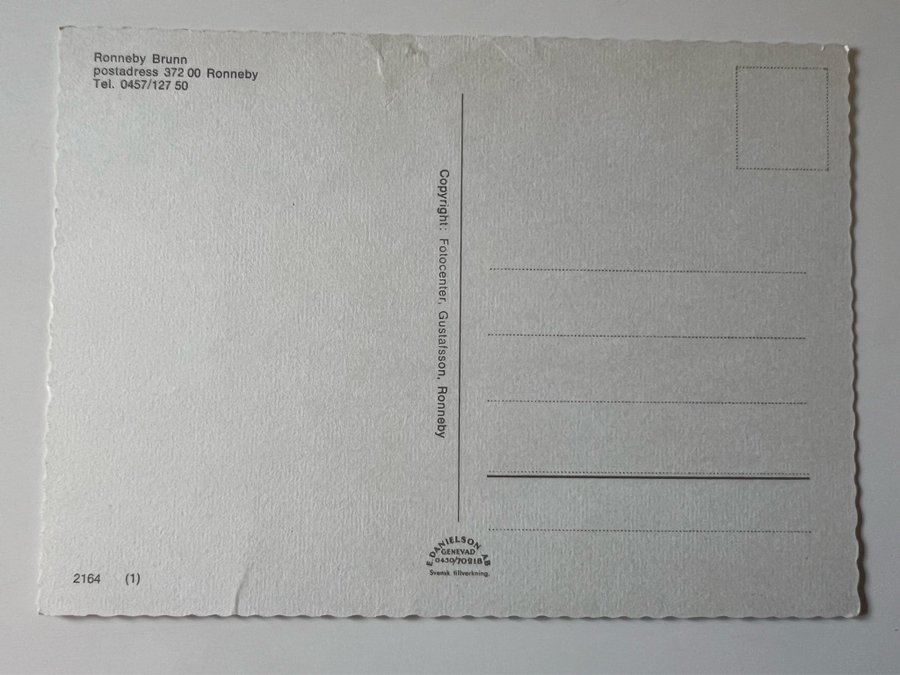 Ronneby Brunn
postadress 372 00 Ronneby
Tel. 0457/127 50
Copyright: Fotocenter, Gustafsson, Ronneby
E. DANIELSON AB
GENEVAD
0430/70218
Svensk tillverkning.
2164 (1)